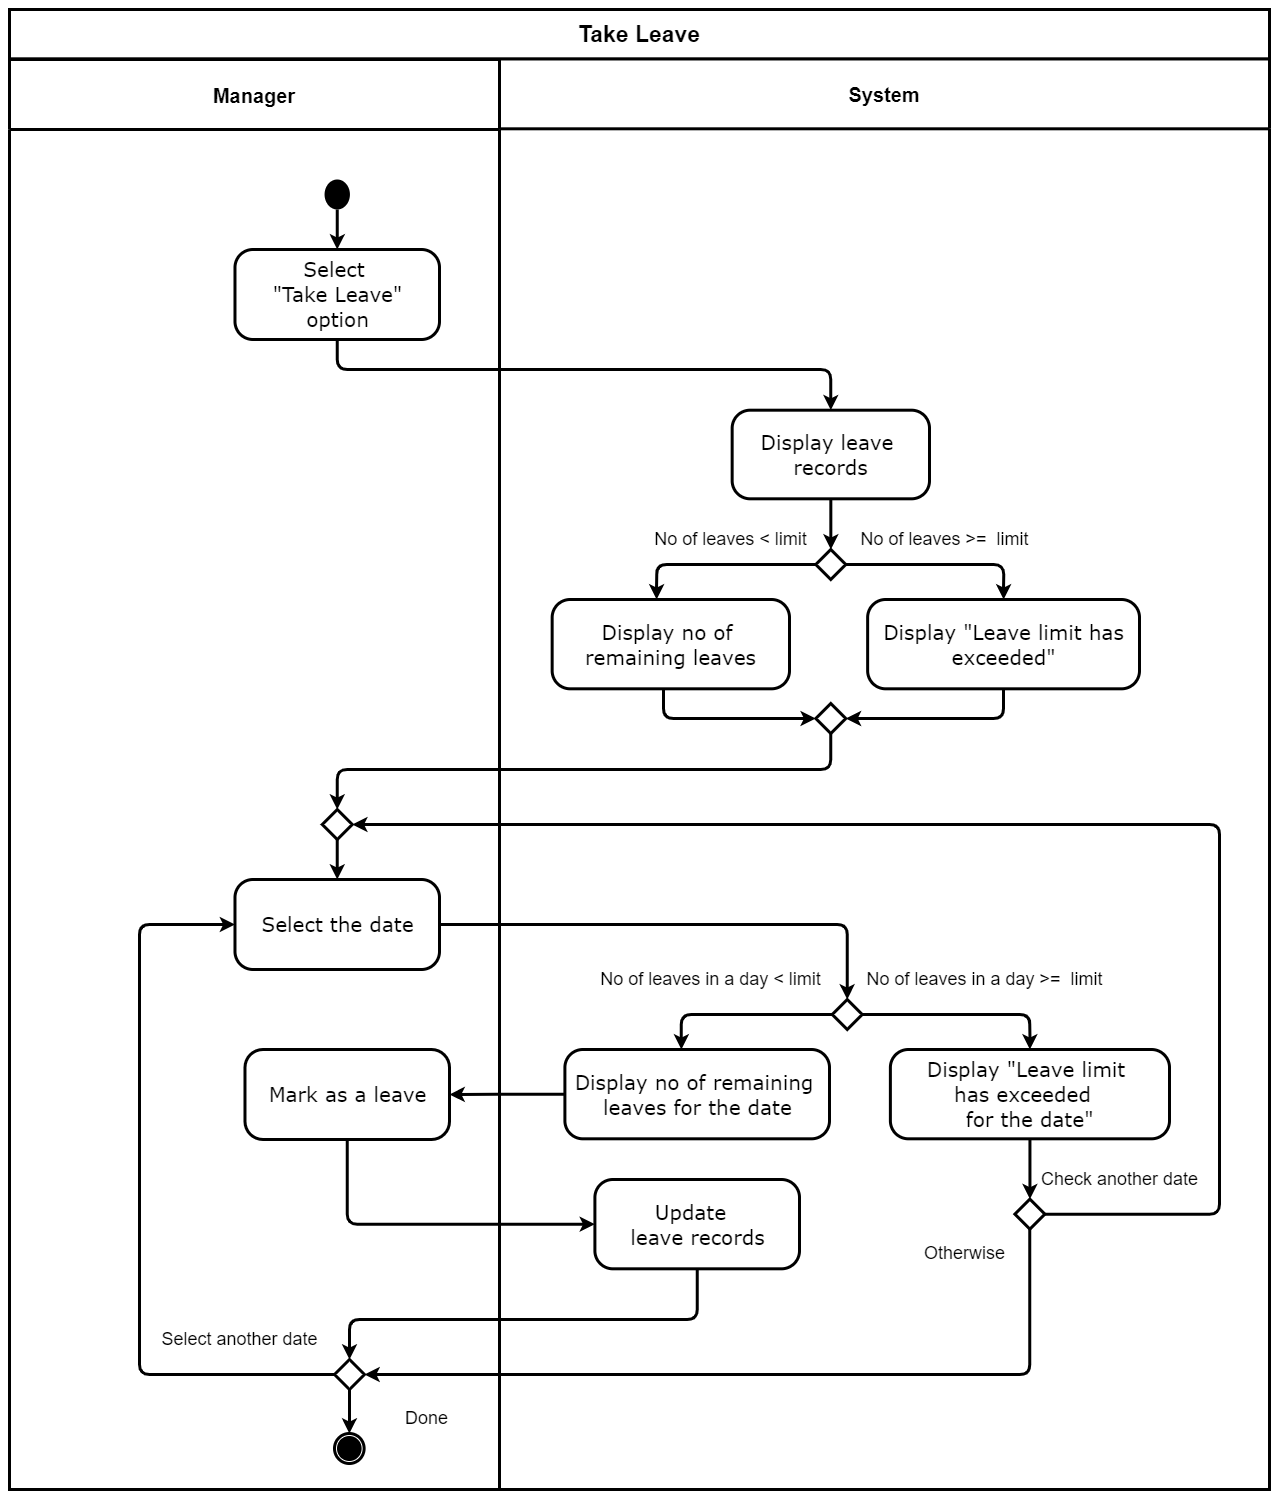 Take Leave
Manager
System
Select
"Take Leave"
option
Display leave
records
No of leaves < limit
No of leaves >=  limit
Display no of
remaining leaves
Display "Leave limit has
exceeded"
Select the date
No of leaves in a day < limit
No of leaves in a day >=  limit
Mark as a leave
Display no of remaining
leaves for the date
Display "Leave limit
has exceeded
for the date"
Check another date
Update
leave records
Otherwise
Select another date
Done